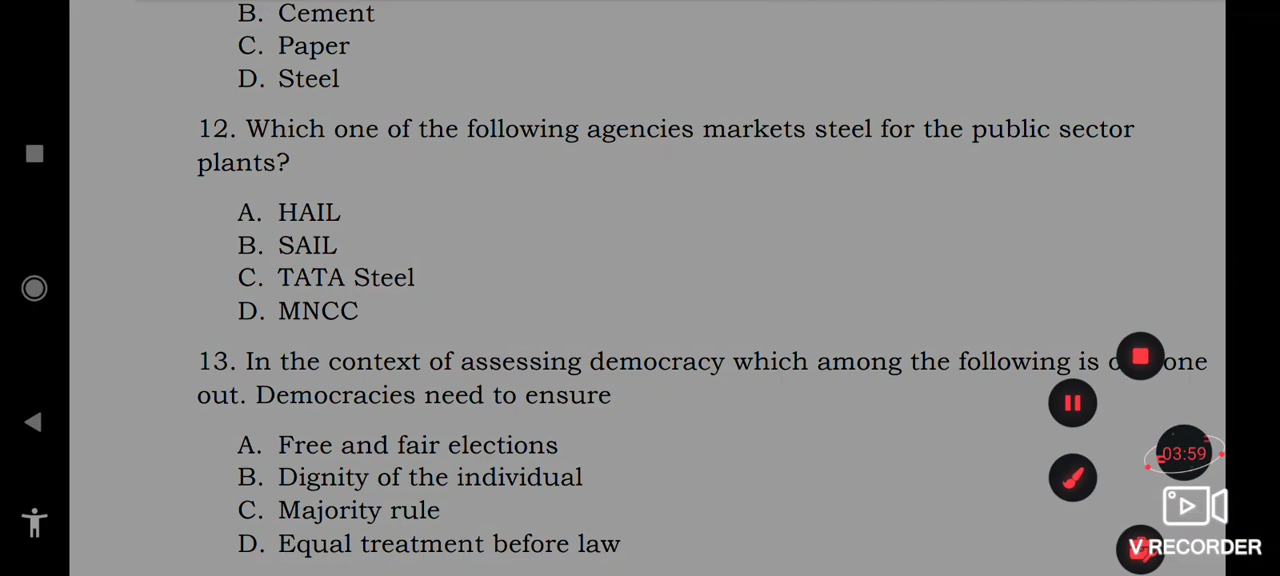 B. Cement
C. Paper
D. Steel
12. Which one of the following agencies markets steel for the public sector
plants?
A. HAIL
B. SAIL
C. TATA Steel
D. MNCC
13. In the context of assessing democracy which among the following is one
out. Democracies need to ensure
A. Free and fair elections
B. Dignity of the individual
C. Majority rule
D. Equal treatment before law
03:59
V RECORDER